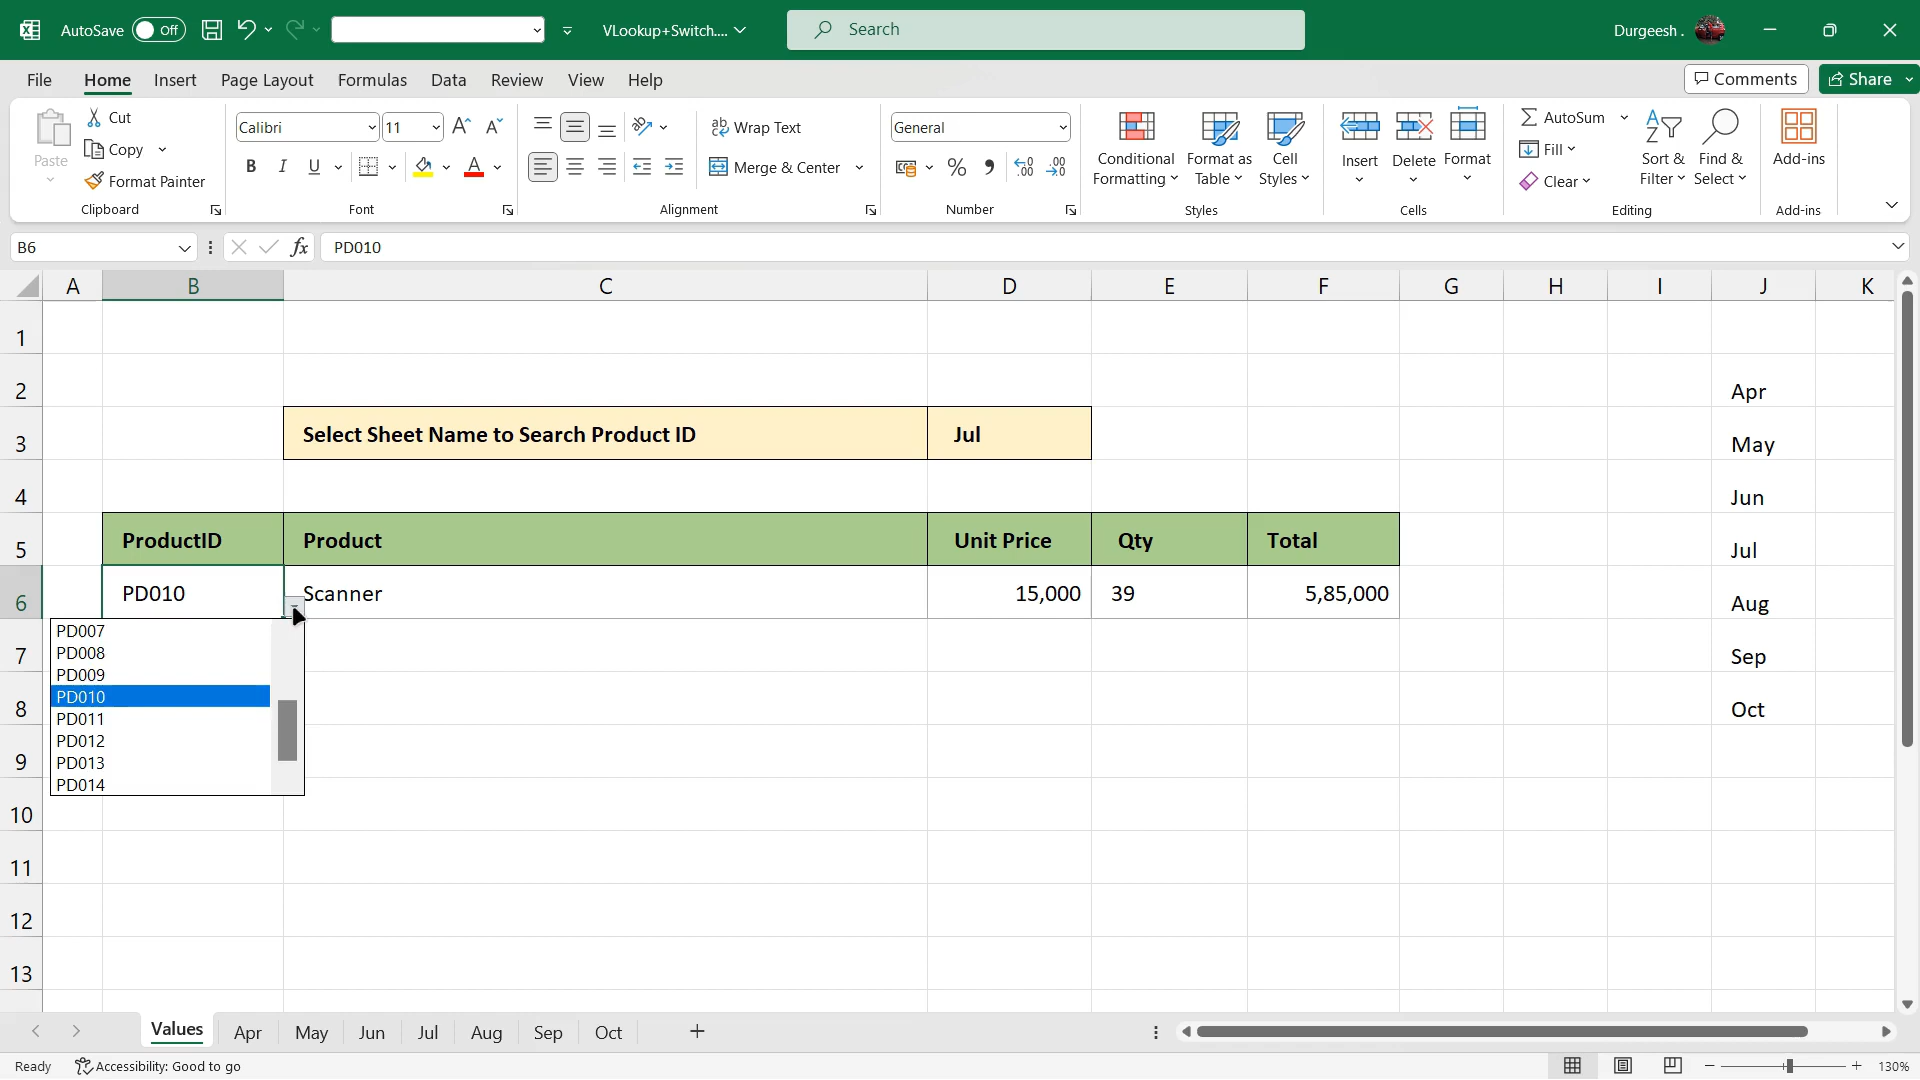 AutoSave Off VLookup+Switch.... Search Durgeesh .
File Home Insert Page Layout Formulas Data Review View Help Comments Share
Paste Cut Copy Format Painter Clipboard
Calibri 11 B I U A Font
Wrap Text Merge & Center Alignment
General % Number
Conditional Formatting Format as Table Cell Styles Styles
Insert Delete Format Cells
AutoSum Fill Clear Sort & Filter Find & Select Editing
Add-ins Add-ins
B6 fx PD010
A B C D E F G H I J K
1
2 Apr
3 Select Sheet Name to Search Product ID Jul May
4 Jun
5 ProductID Product Unit Price Qty Total Jul
6 PD010 Scanner 15,000 39 5,85,000 Aug
PD007
7 PD008 Sep
PD009
8 PD010 Oct
PD011
PD012
9 PD013
PD014
10
11
12
13
Values Apr May Jun Jul Aug Sep Oct
Ready Accessibility: Good to go 130%